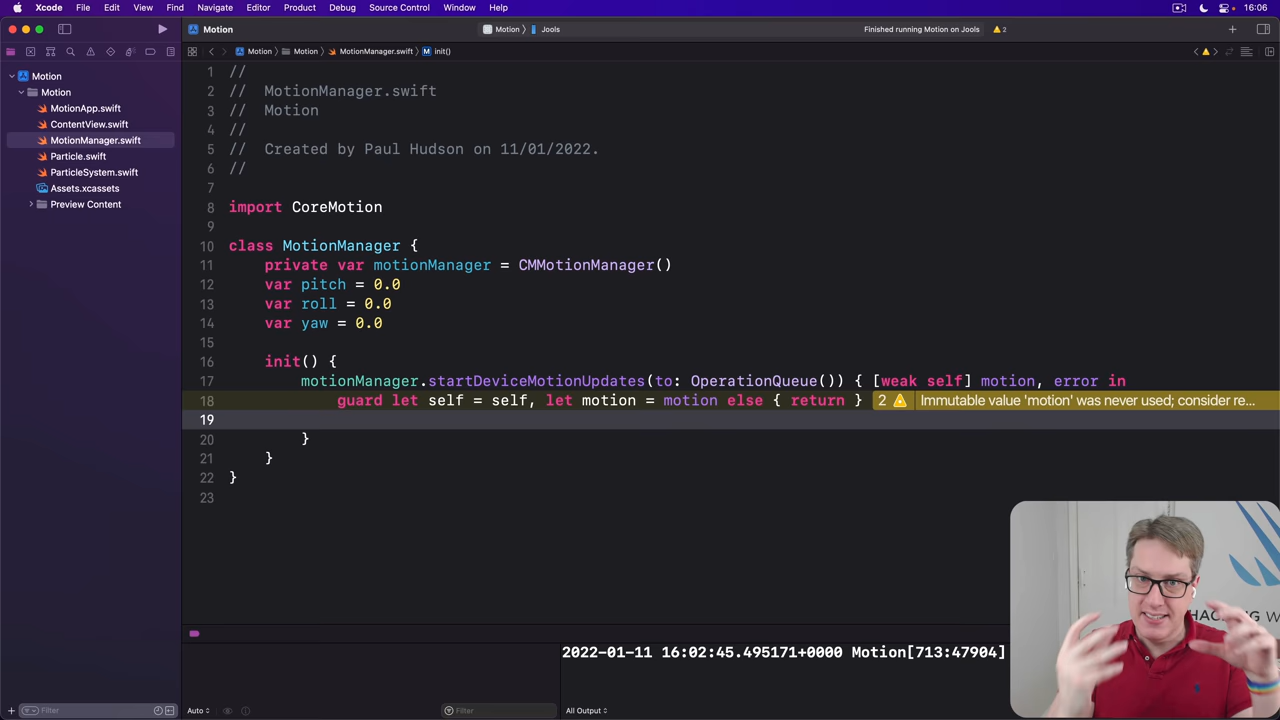 Xcode File Edit View Find Navigate Editor Product Debug Source Control Window Help 16:06
Motion Motion Jools Finished running Motion on Jools 2
Motion Motion MotionManager.swift M init()
Motion
Motion
MotionApp.swift
ContentView.swift
MotionManager.swift
Particle.swift
ParticleSystem.swift
Assets.xcassets
Preview Content
1 //
2 // MotionManager.swift
3 // Motion
4 //
5 // Created by Paul Hudson on 11/01/2022.
6 //
7
8 import CoreMotion
9
10 class MotionManager {
11 private var motionManager = CMMotionManager()
12 var pitch = 0.0
13 var roll = 0.0
14 var yaw = 0.0
15
16 init() {
17 motionManager.startDeviceMotionUpdates(to: OperationQueue()) { [weak self] motion, error in
18 guard let self = self, let motion = motion else { return } 2 Immutable value 'motion' was never used; consider re...
19
20 }
21 }
22 }
23
2022-01-11 16:02:45.495171+0000 Motion[713:47904]
HACKING W
Filter Auto Filter All Output